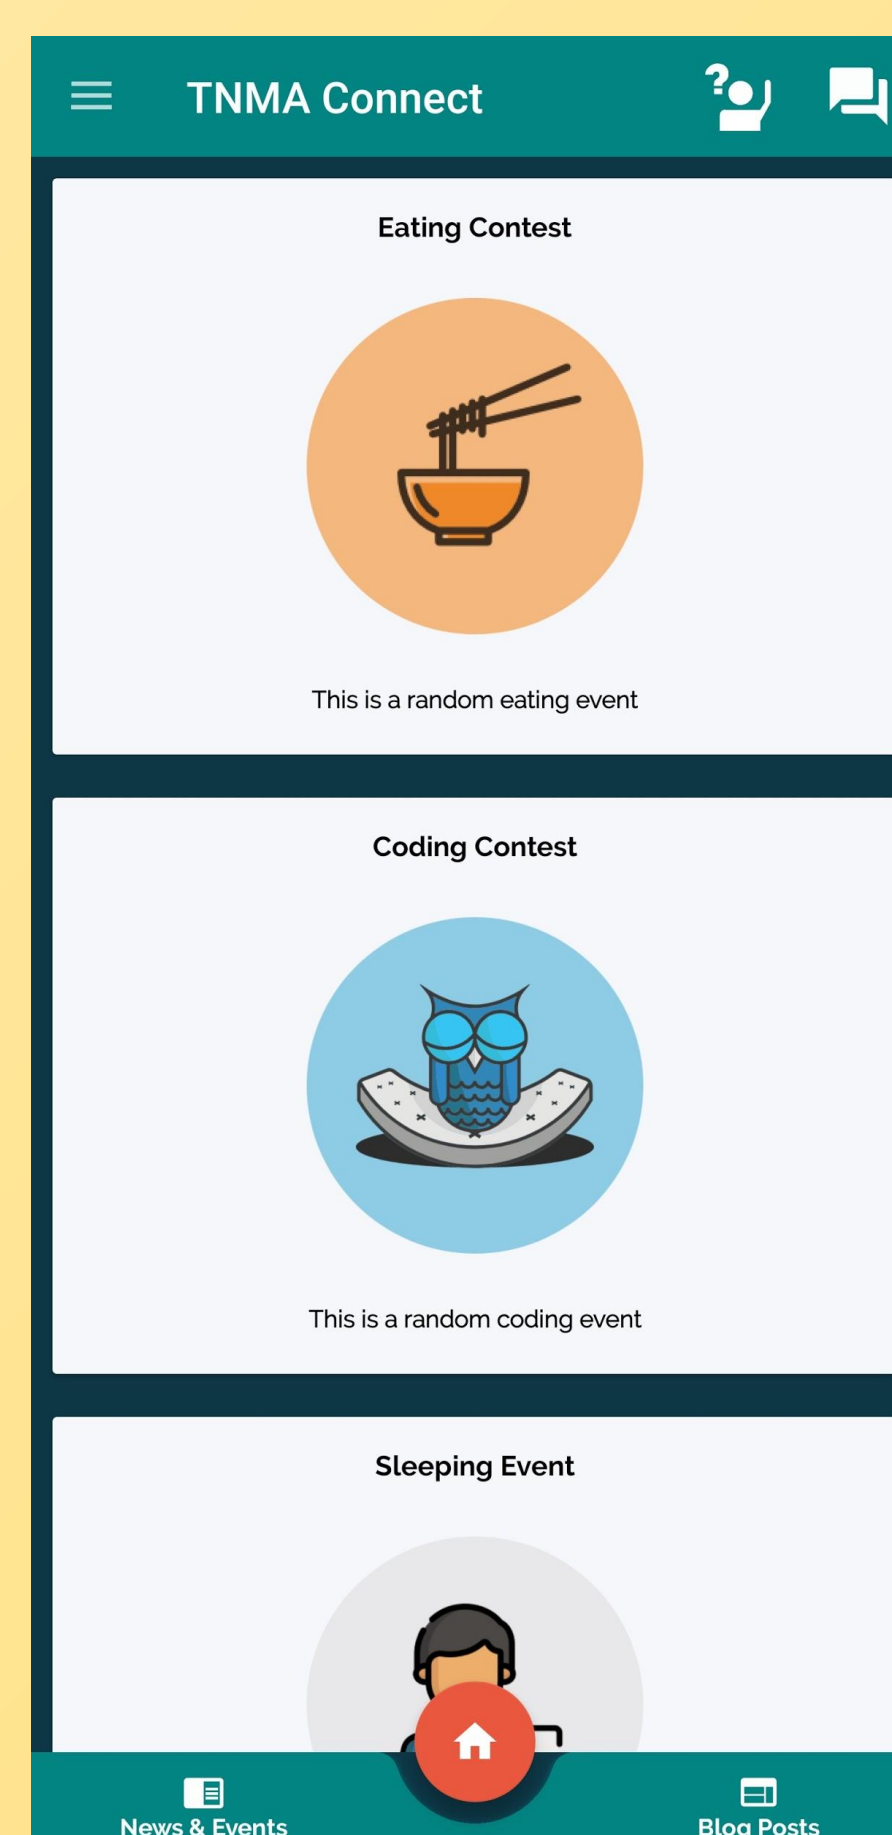 TNMA Connect
Eating Contest
This is a random eating event
Coding Contest
This is a random coding event
Sleeping Event
News & Events
Blog Posts